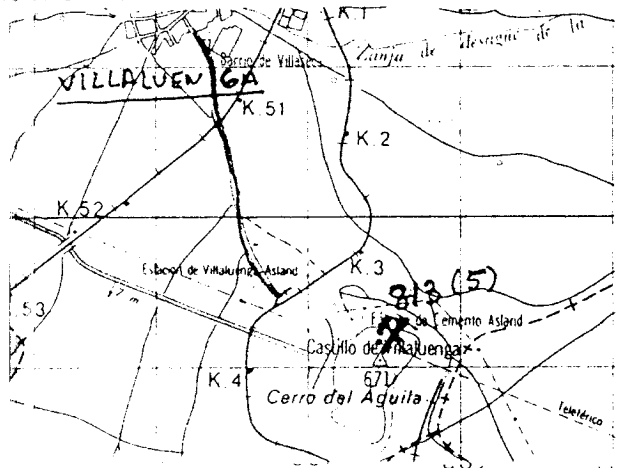 K.1
Zanja de desagüe de la
Barrio de Villaseca
VILLALUENGA
K.51
K.2
K.52
K.3
Estación de Villaluenga-Asland
813 (5)
53
de Cemento Asland
Castillo de Villaluenga
K.4
671
Cerro del Aguila
Teleférico